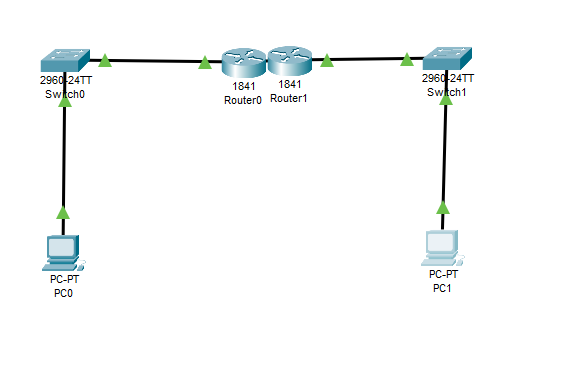 2960-24TT
Switch0
1841
Router0
1841
Router1
2960-24TT
Switch1
PC-PT
PC0
PC-PT
PC1